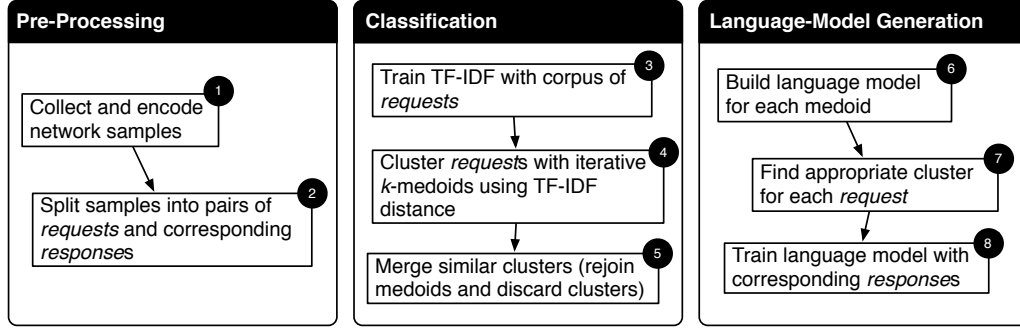 Pre-Processing
1
Collect and encode
network samples
2
Split samples into pairs of
requests and corresponding
responses
Classification
3
Train TF-IDF with corpus of
requests
4
Cluster requests with iterative
k-medoids using TF-IDF
distance
5
Merge similar clusters (rejoin
medoids and discard clusters)
Language-Model Generation
6
Build language model
for each medoid
7
Find appropriate cluster
for each request
8
Train language model with
corresponding responses